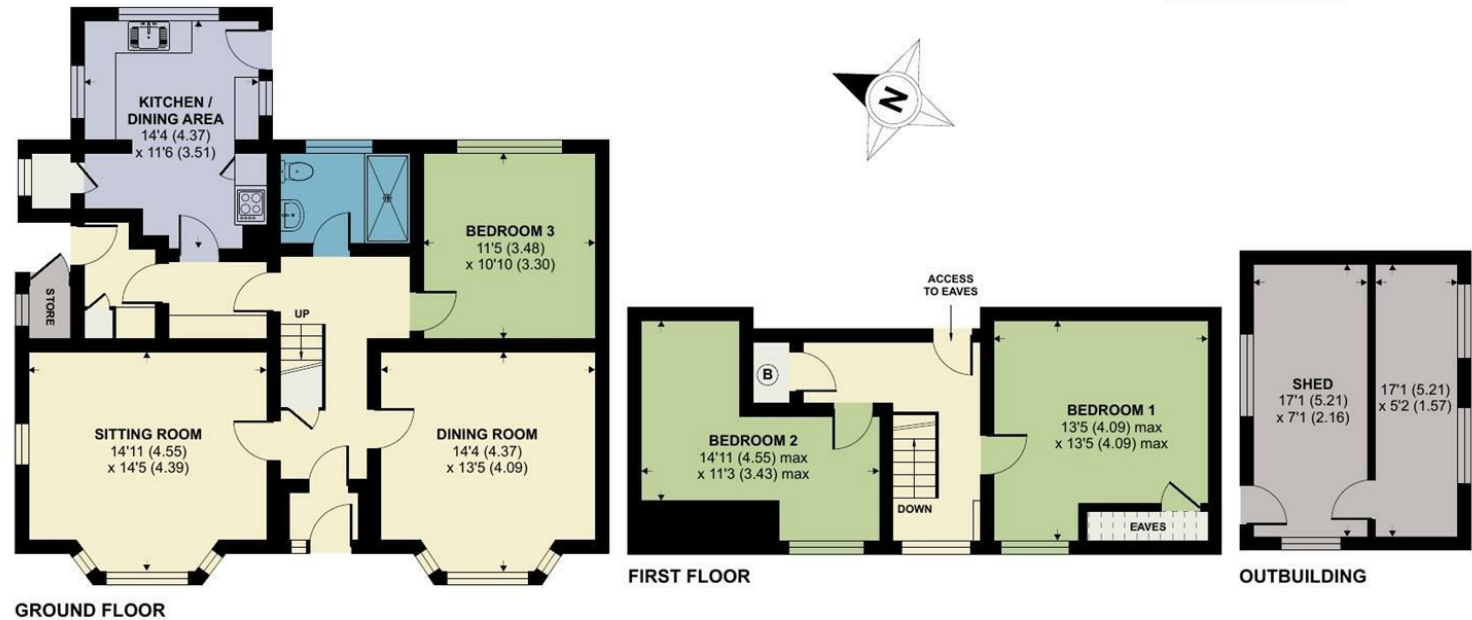 KITCHEN /
DINING AREA
14'4 (4.37)
x 11'6 (3.51)
N
BEDROOM 3
11'5 (3.48)
x 10'10 (3.30)
STORE
UP
SITTING ROOM
14'11 (4.55)
x 14'5 (4.39)
DINING ROOM
14'4 (4.37)
x 13'5 (4.09)
GROUND FLOOR
ACCESS
TO EAVES
B
BEDROOM 2
14'11 (4.55) max
x 11'3 (3.43) max
DOWN
BEDROOM 1
13'5 (4.09) max
x 13'5 (4.09) max
EAVES
FIRST FLOOR
SHED
17'1 (5.21)
x 7'1 (2.16)
17'1 (5.21)
x 5'2 (1.57)
OUTBUILDING